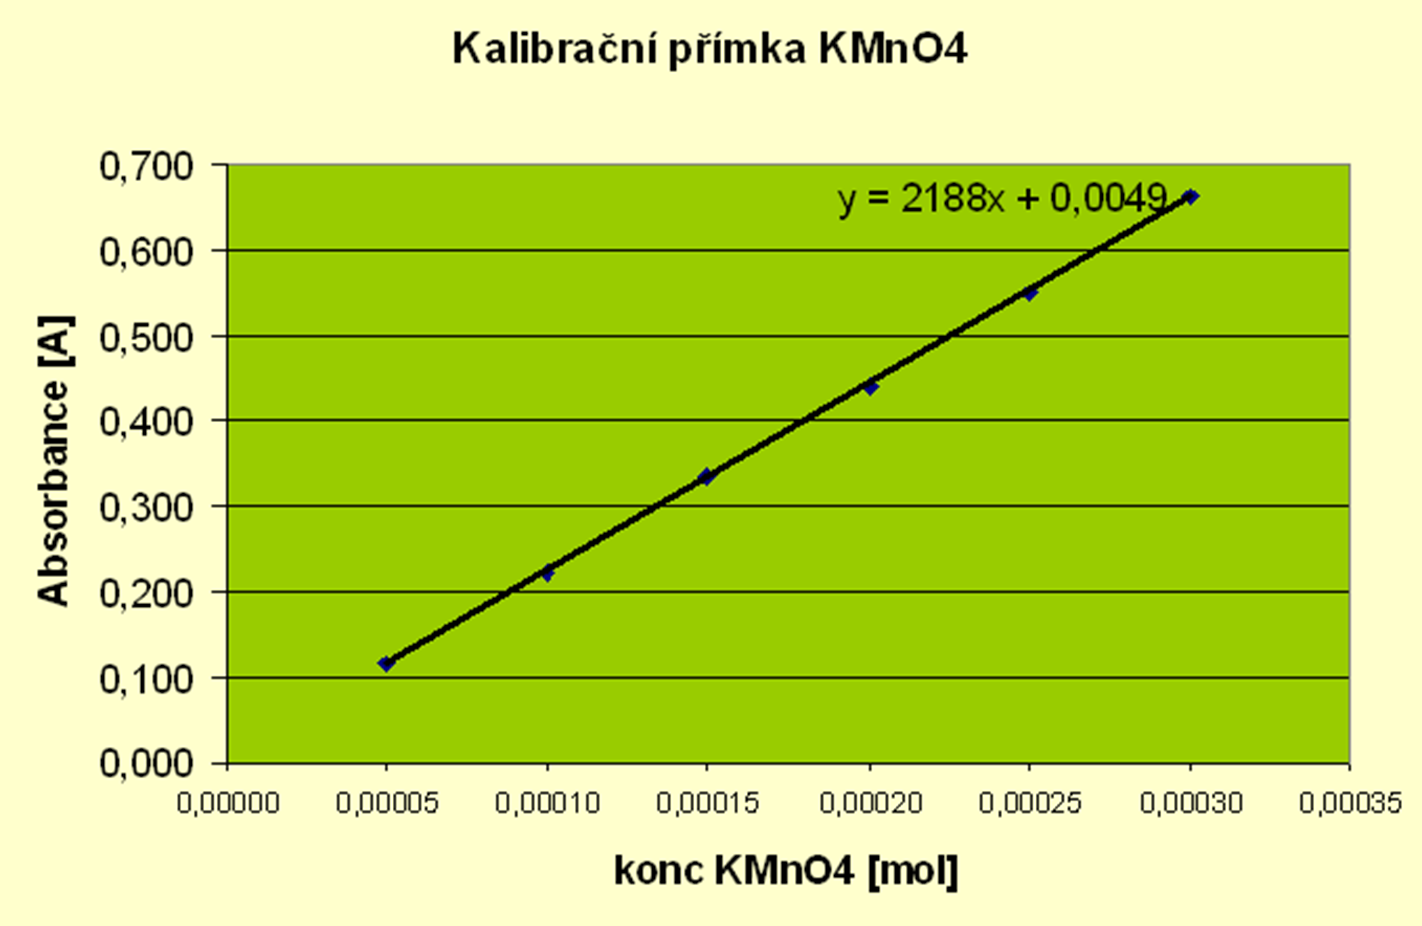 Kalibrační přímka KMnO4
y = 2188x + 0,0049
0,700
0,600
0,500
0,400
0,300
0,200
0,100
0,000
Absorbance [A]
0,00000 0,00005 0,00010 0,00015 0,00020 0,00025 0,00030 0,00035
konc KMnO4 [mol]